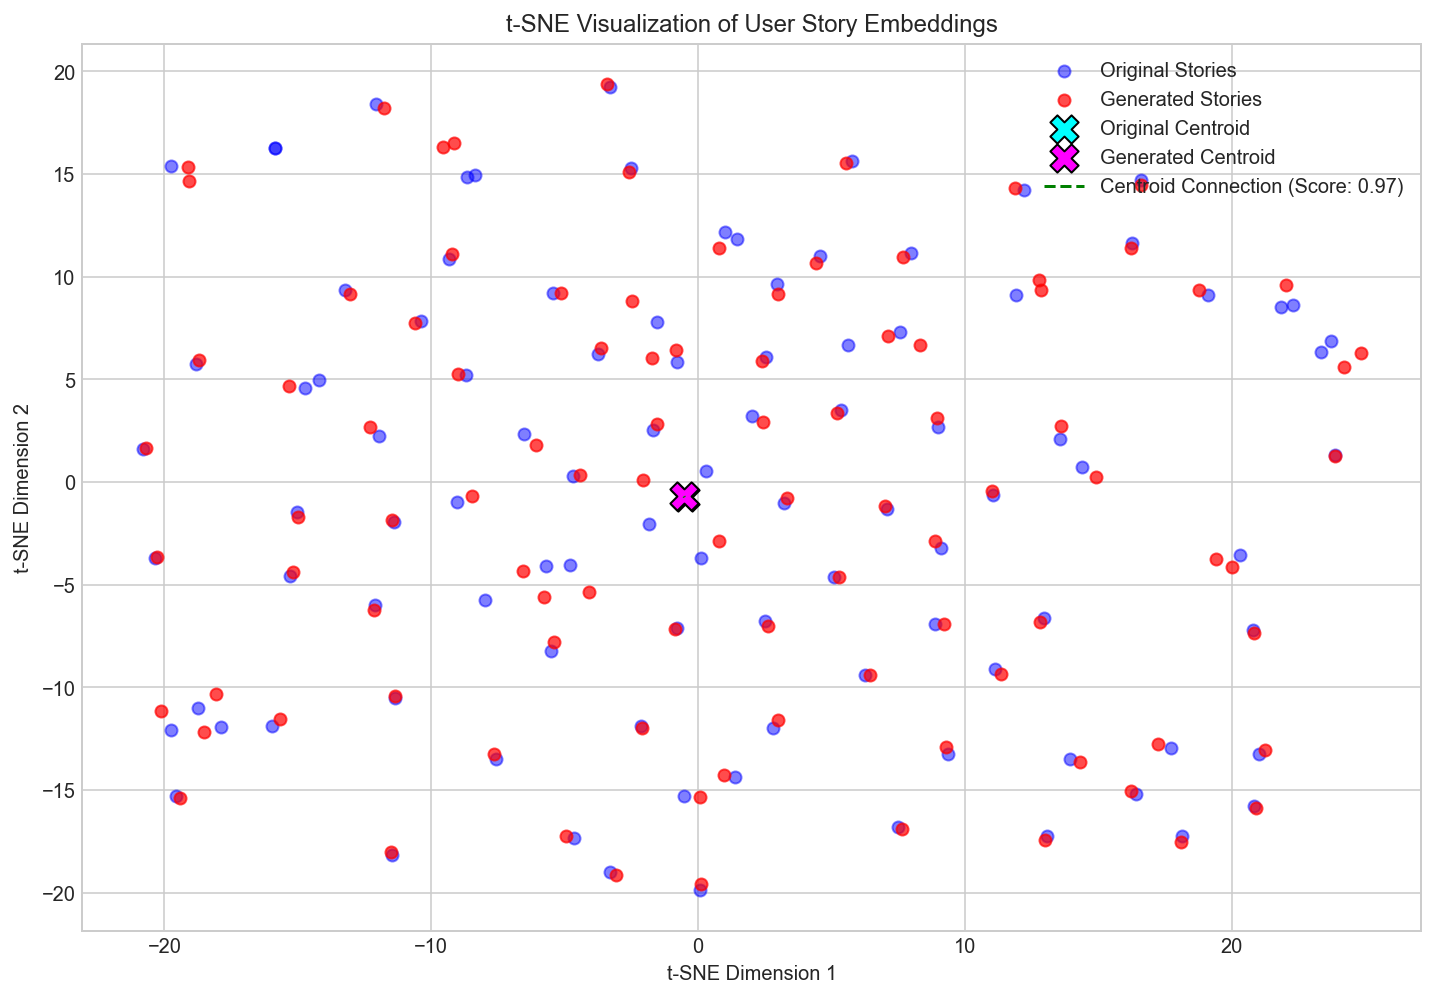 t-SNE Visualization of User Story Embeddings
Original Stories
Generated Stories
Original Centroid
Generated Centroid
Centroid Connection (Score: 0.97)
20
15
10
5
0
−5
−10
−15
−20
t-SNE Dimension 2
−20
−10
0
10
20
t-SNE Dimension 1